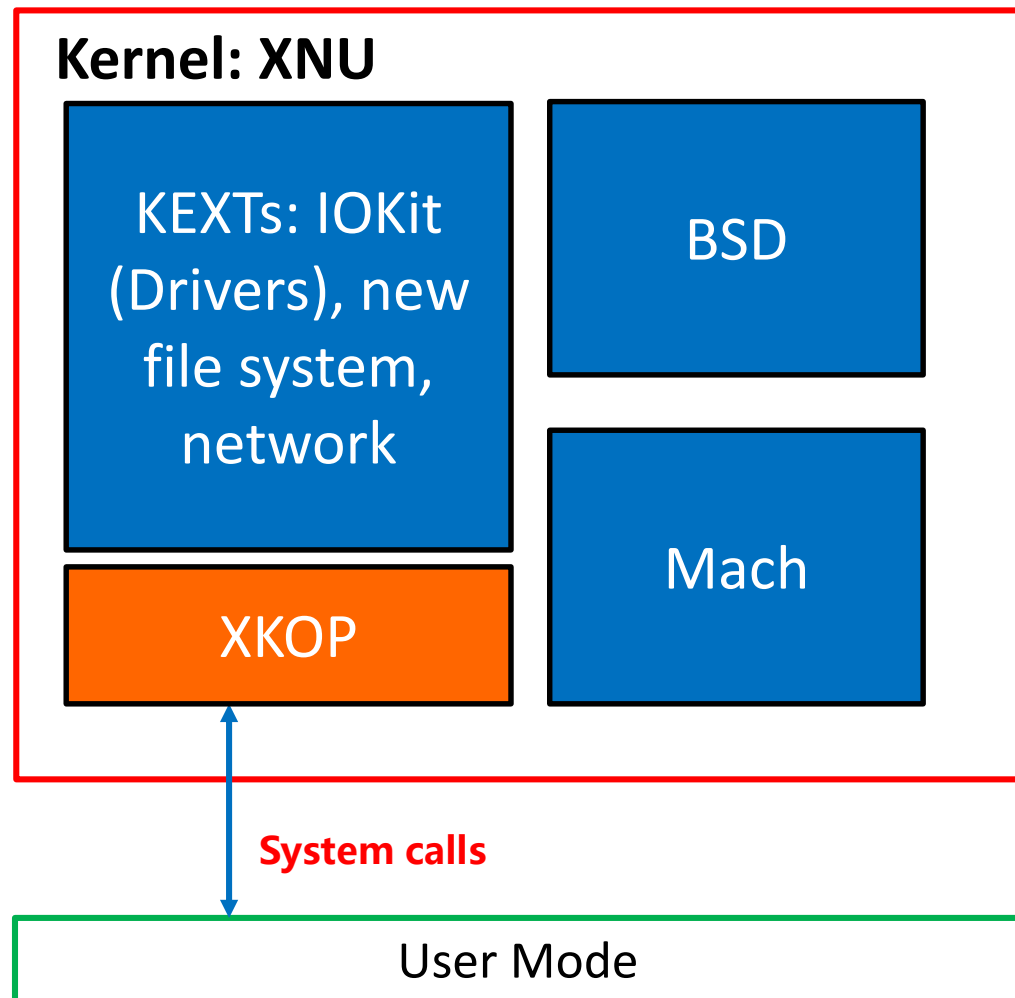 Kernel: XNU
KEXTs: IOKit
(Drivers), new
file system,
network
BSD
Mach
XKOP
System calls
User Mode